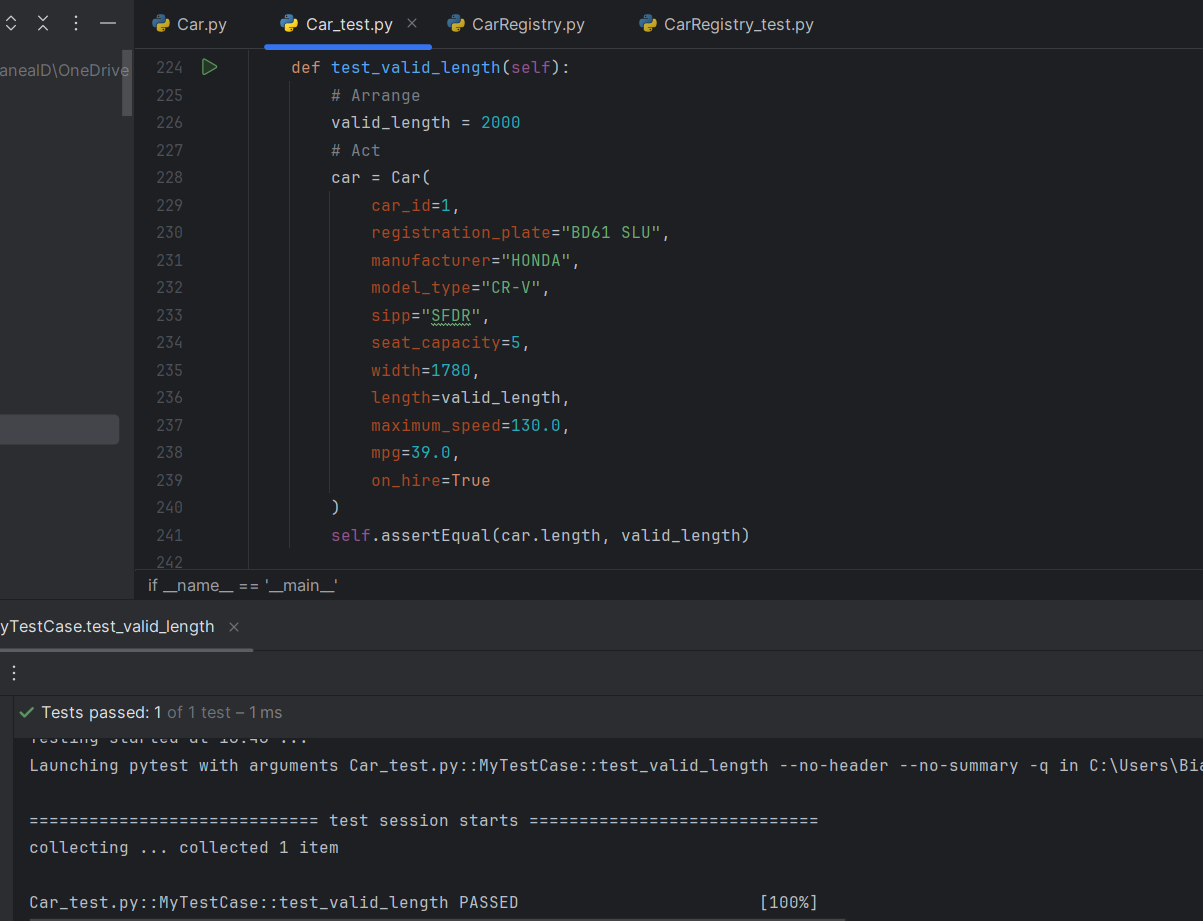 Car.py
Car_test.py
CarRegistry.py
CarRegistry_test.py
aneaID\OneDrive
224 def test_valid_length(self):
225 # Arrange
226 valid_length = 2000
227 # Act
228 car = Car(
229 car_id=1,
230 registration_plate="BD61 SLU",
231 manufacturer="HONDA",
232 model_type="CR-V",
233 sipp="SFDR",
234 seat_capacity=5,
235 width=1780,
236 length=valid_length,
237 maximum_speed=130.0,
238 mpg=39.0,
239 on_hire=True
240 )
241 self.assertEqual(car.length, valid_length)
242
if __name__ == '__main__'
yTestCase.test_valid_length
Tests passed: 1 of 1 test – 1 ms
Testing started at
Launching pytest with arguments Car_test.py::MyTestCase::test_valid_length --no-header --no-summary -q in C:\Users\Bia
============================= test session starts =============================
collecting ... collected 1 item
Car_test.py::MyTestCase::test_valid_length PASSED [100%]